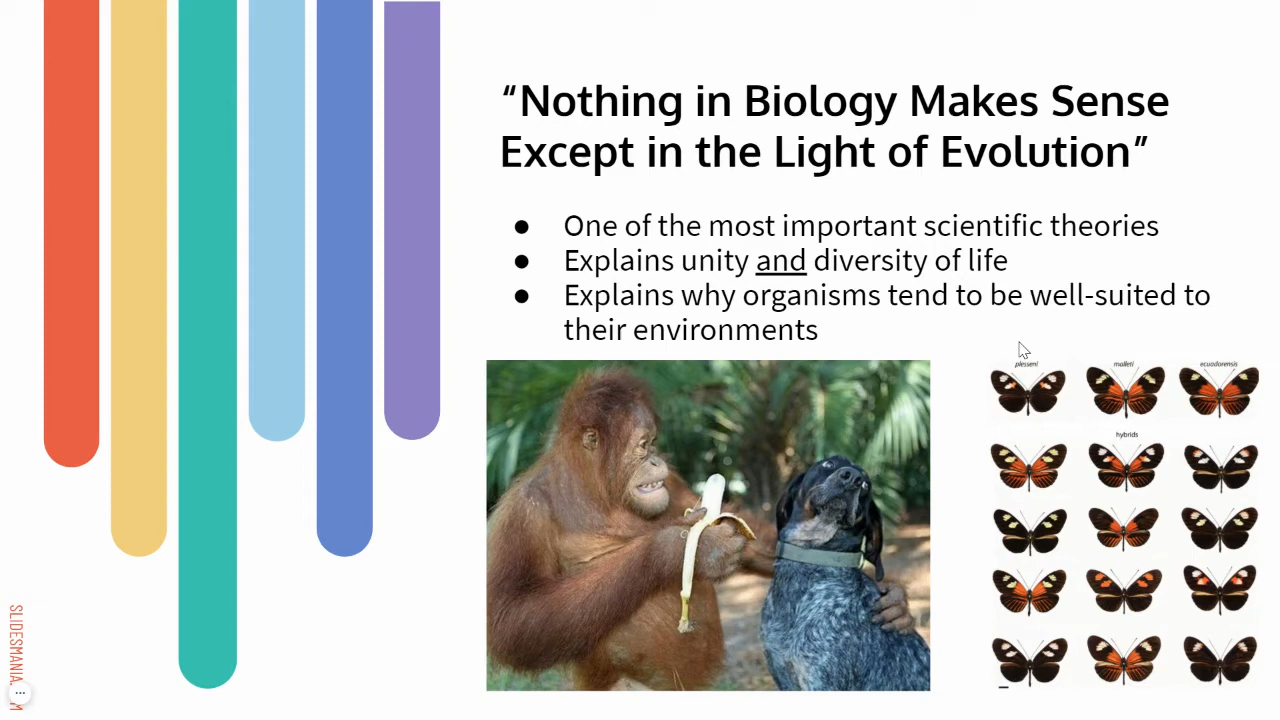 “Nothing in Biology Makes Sense
Except in the Light of Evolution”
● One of the most important scientific theories
● Explains unity and diversity of life
● Explains why organisms tend to be well-suited to
their environments
plesseni
malleti
ecuadorensis
hybrids
SLIDESMANIA